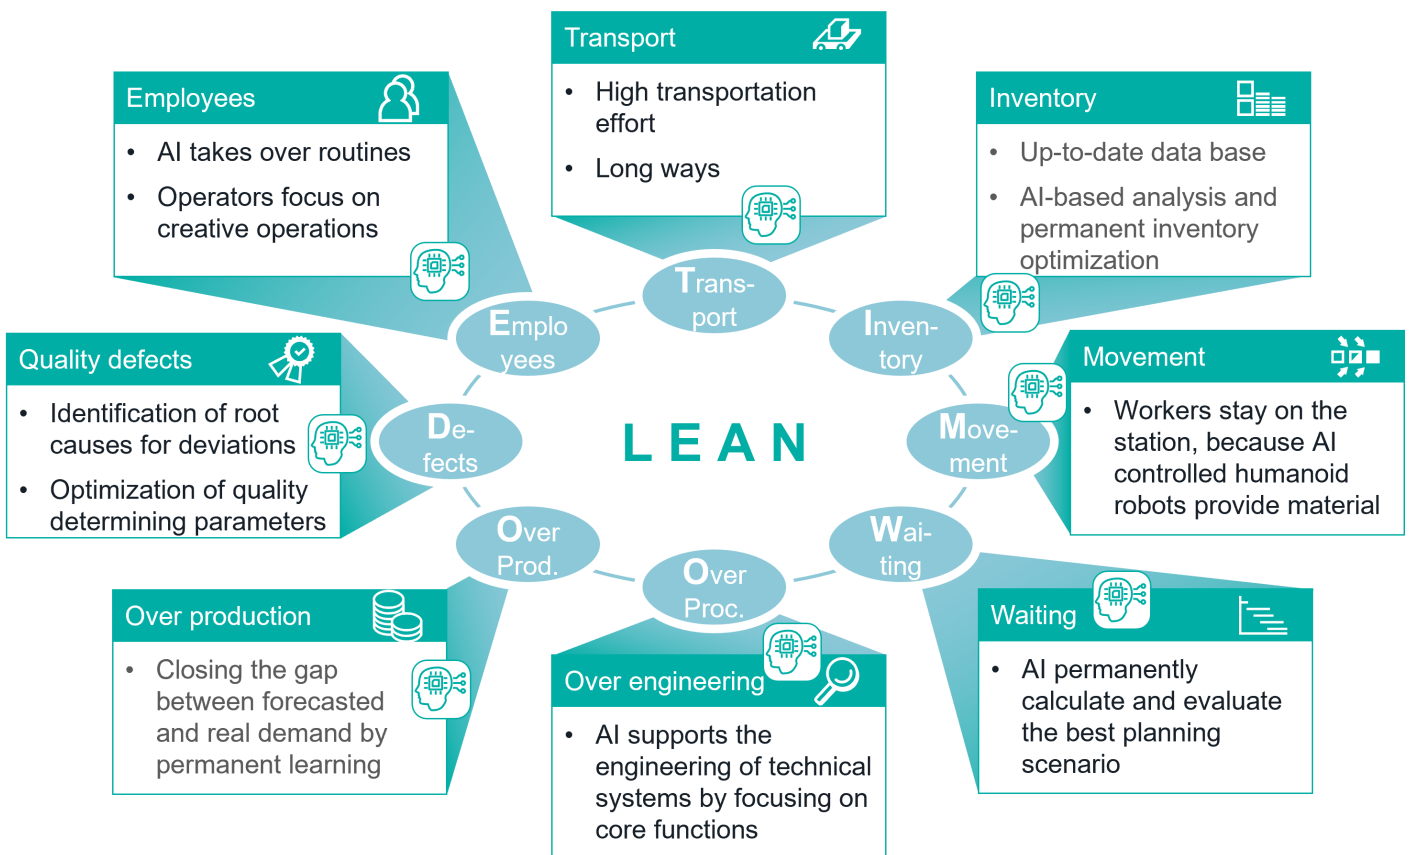 Transport
• High transportation
effort
• Long ways
Employees
• AI takes over routines
• Operators focus on
creative operations
Inventory
• Up-to-date data base
• AI-based analysis and
permanent inventory
optimization
Trans-
port
Emplo
yees
Inven-
tory
Quality defects
• Identification of root
causes for deviations
• Optimization of quality
determining parameters
De-
fects
LEAN
Move-
ment
Movement
• Workers stay on the
station, because AI
controlled humanoid
robots provide material
Over
Prod.
Over
Proc.
Wai-
ting
Over production
• Closing the gap
between forecasted
and real demand by
permanent learning
Over engineering
• AI supports the
engineering of technical
systems by focusing on
core functions
Waiting
• AI permanently
calculate and evaluate
the best planning
scenario